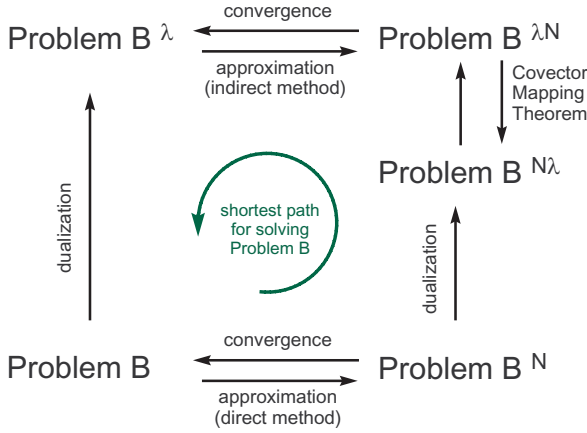 convergence
Problem B λ
Problem B λN
approximation
(indirect method)
Covector
Mapping
Theorem
Problem B Nλ
shortest path
for solving
Problem B
dualization
dualization
convergence
Problem B
Problem B N
approximation
(direct method)